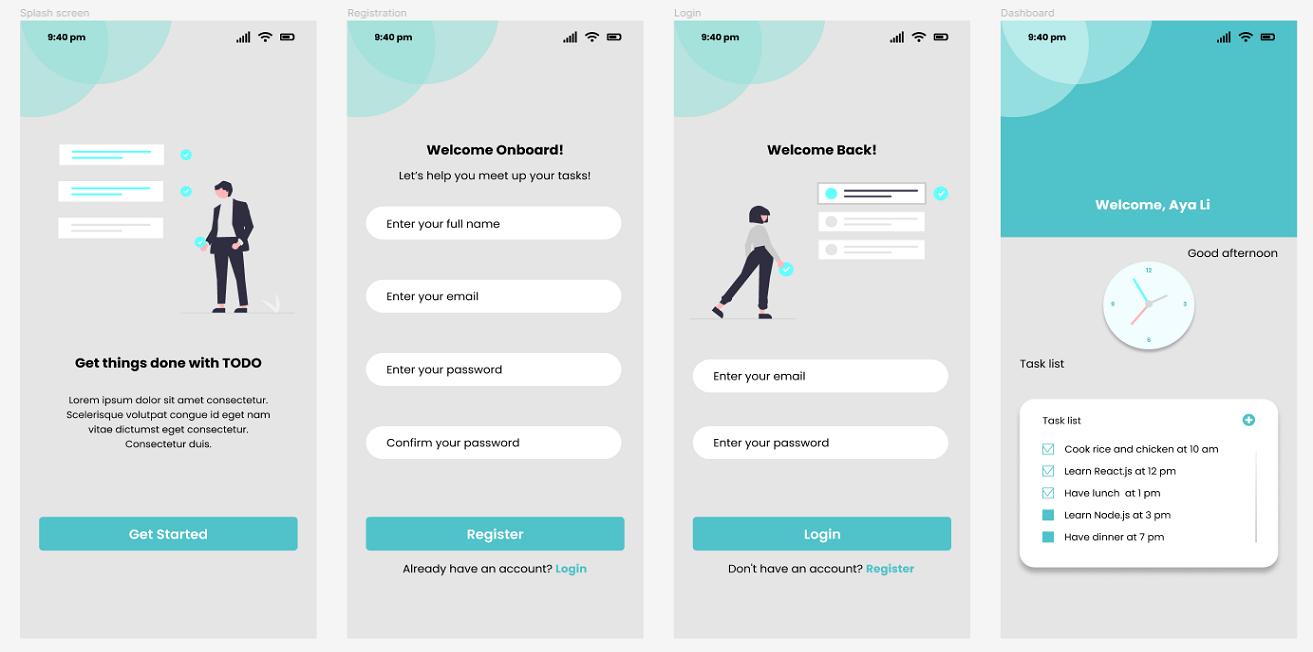 Splash screen
9:40 pm
Get things done with TODO
Lorem ipsum dolor sit amet consectetur.
Scelerisque volutpat congue id eget nam
vitae dictumst eget consectetur.
Consectetur duis.
Get Started
Registration
9:40 pm
Welcome Onboard!
Let's help you meet up your tasks!
Enter your full name
Enter your email
Enter your password
Confirm your password
Register
Already have an account? Login
Login
9:40 pm
Welcome Back!
Enter your email
Enter your password
Login
Don't have an account? Register
Dashboard
9:40 pm
Welcome, Aya Li
Good afternoon
12
9
3
6
Task list
Task list
Cook rice and chicken at 10 am
Learn React.js at 12 pm
Have lunch at 1 pm
Learn Node.js at 3 pm
Have dinner at 7 pm